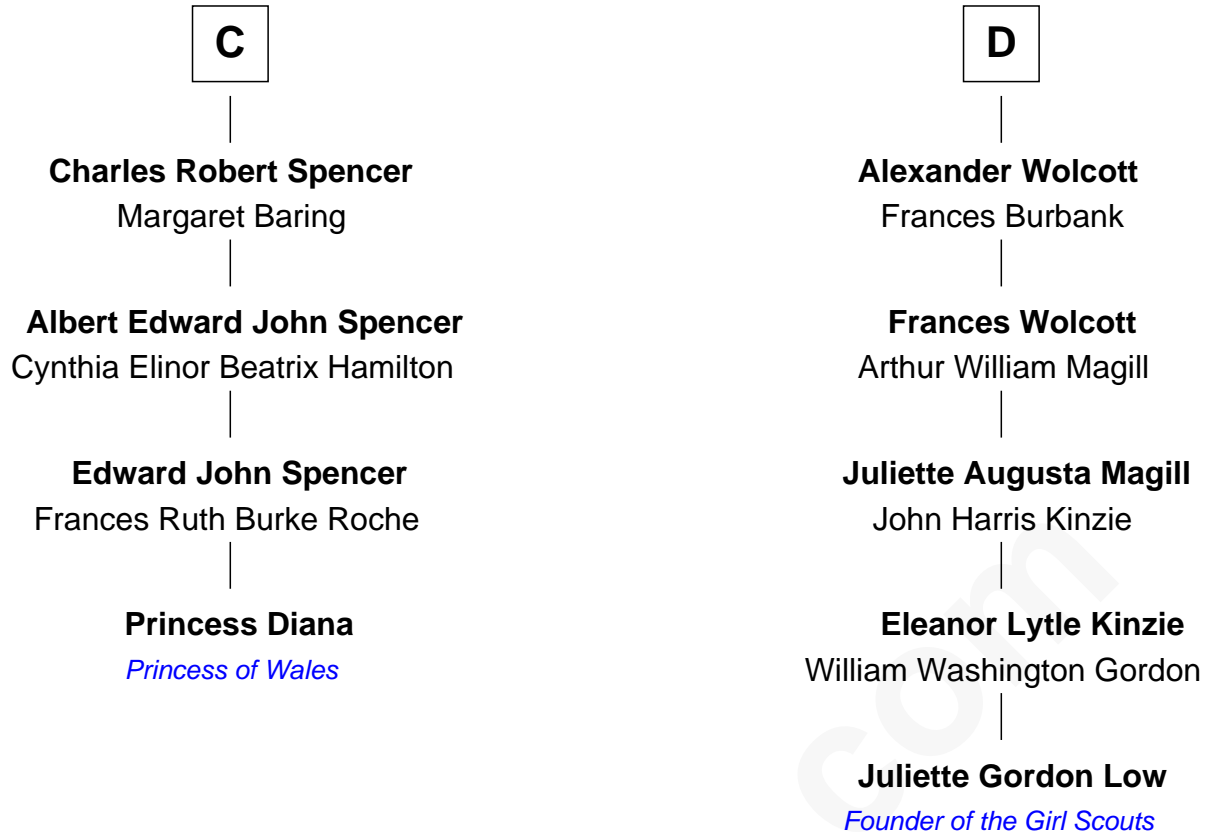 C
Charles Robert Spencer
Margaret Baring
Albert Edward John Spencer
Cynthia Elinor Beatrix Hamilton
Edward John Spencer
Frances Ruth Burke Roche
Princess Diana
Princess of Wales
D
Alexander Wolcott
Frances Burbank
Frances Wolcott
Arthur William Magill
Juliette Augusta Magill
John Harris Kinzie
Eleanor Lytle Kinzie
William Washington Gordon
Juliette Gordon Low
Founder of the Girl Scouts
com